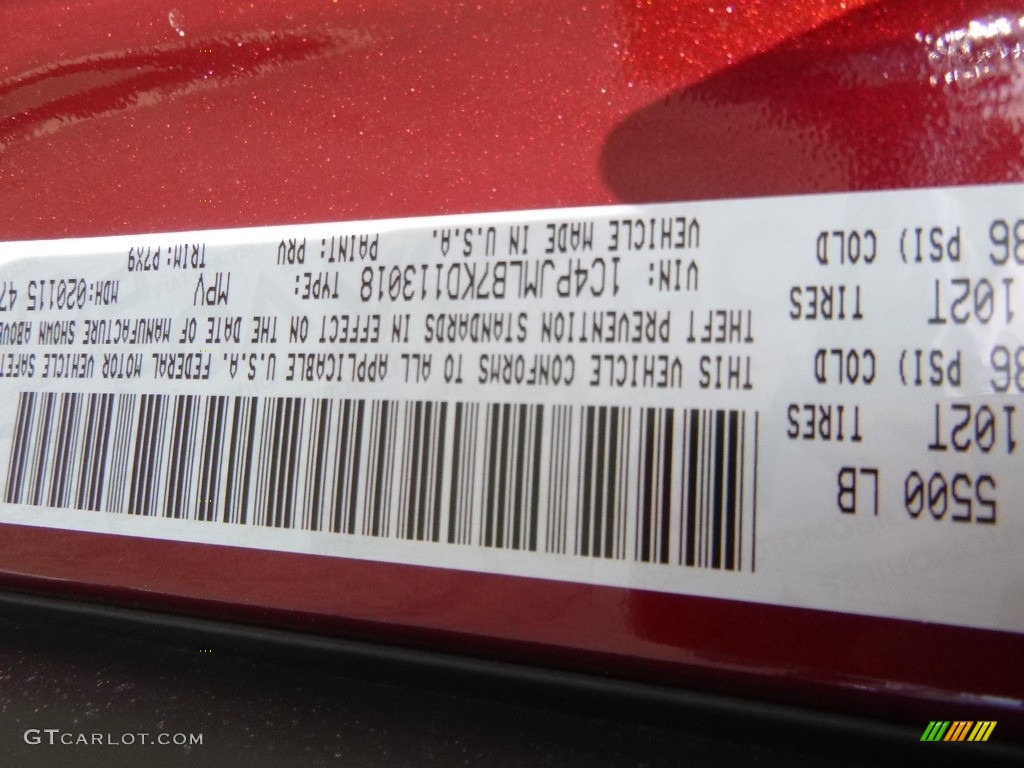 5500 LB
102T TIRES
36 PSI) COLD
102T TIRES
36 PSI) COLD
THIS VEHICLE CONFORMS TO ALL APPLICABLE U.S.A. FEDERAL MOTOR VEHICLE SAFET
THEFT PREVENTION STANDARDS IN EFFECT ON THE DATE OF MANUFACTURE SHOWN ABOVE
VIN: 1C4PJMLB7KD113018 TYPE: MPV MDH:020115 47
VEHICLE MADE IN U.S.A. PAINT: PRV TRIM: P7X9
GTCARLOT.COM